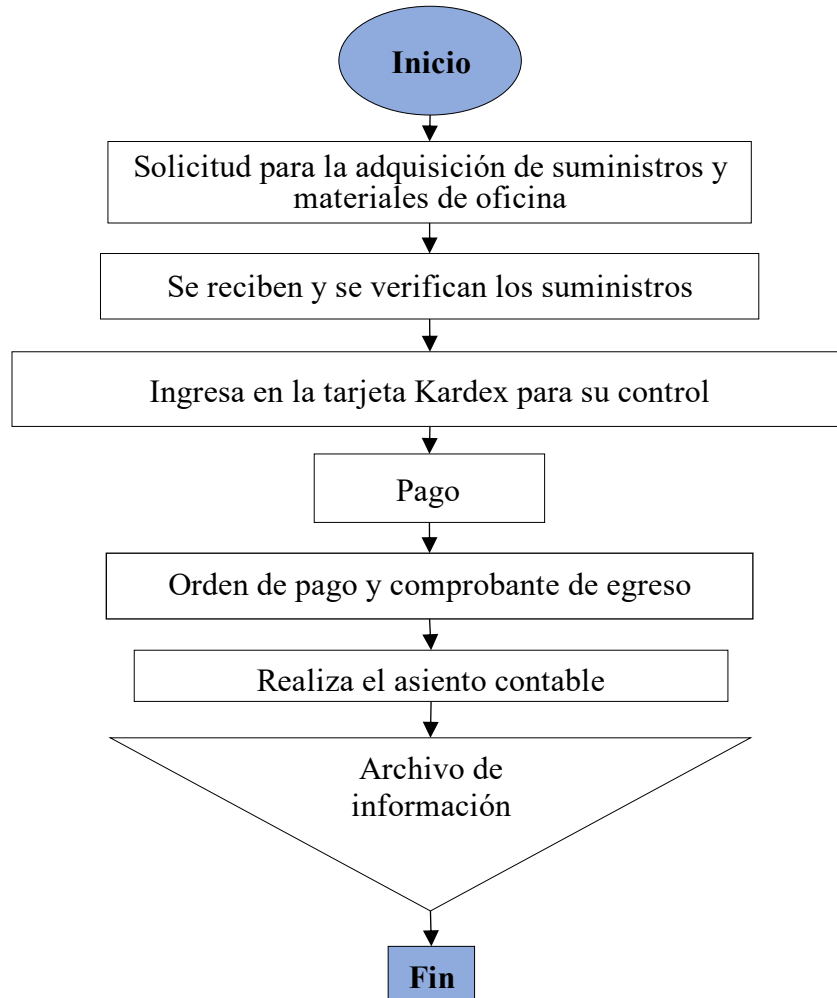 Inicio
Solicitud para la adquisición de suministros y
materiales de oficina
Se reciben y se verifican los suministros
Ingresa en la tarjeta Kardex para su control
Pago
Orden de pago y comprobante de egreso
Realiza el asiento contable
Archivo de
información
Fin